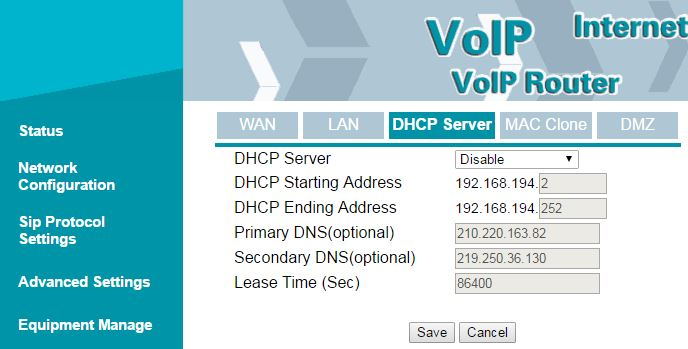 VoIP Internet
VoIP Router
Status
Network
Configuration
Sip Protocol
Settings
Advanced Settings
Equipment Manage
WAN LAN DHCP Server MAC Clone DMZ
DHCP Server Disable
DHCP Starting Address 192.168.194.2
DHCP Ending Address 192.168.194.252
Primary DNS(optional) 210.220.163.82
Secondary DNS(optional) 219.250.36.130
Lease Time (Sec) 86400
Save Cancel